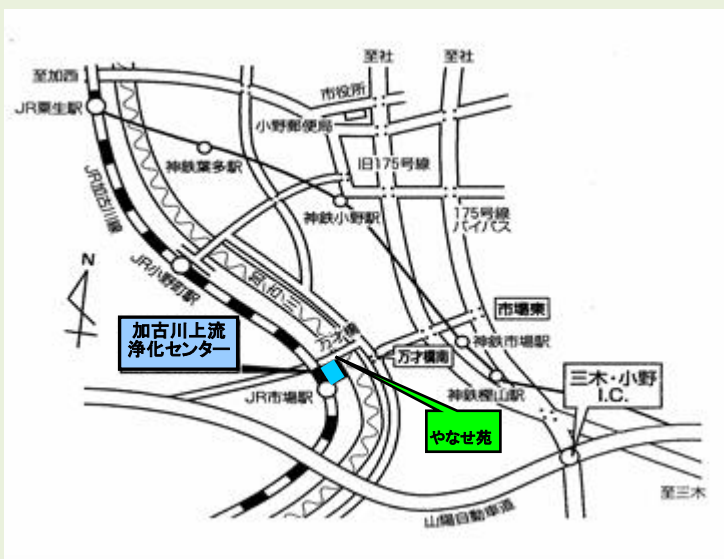 至社
至社
至加西
市役所
JR粟生駅
小野郵便局
神鉄葉多駅
旧175号線
神鉄小野駅
175号線
バイパス
JR加古川線
N
JR小野町駅
加古川
万才橋
市場東
加古川上流
浄化センター
万才橋南
神鉄市場駅
三木・小野
I.C.
JR市場駅
神鉄樫山駅
やなせ苑
至三木
山陽自動車道